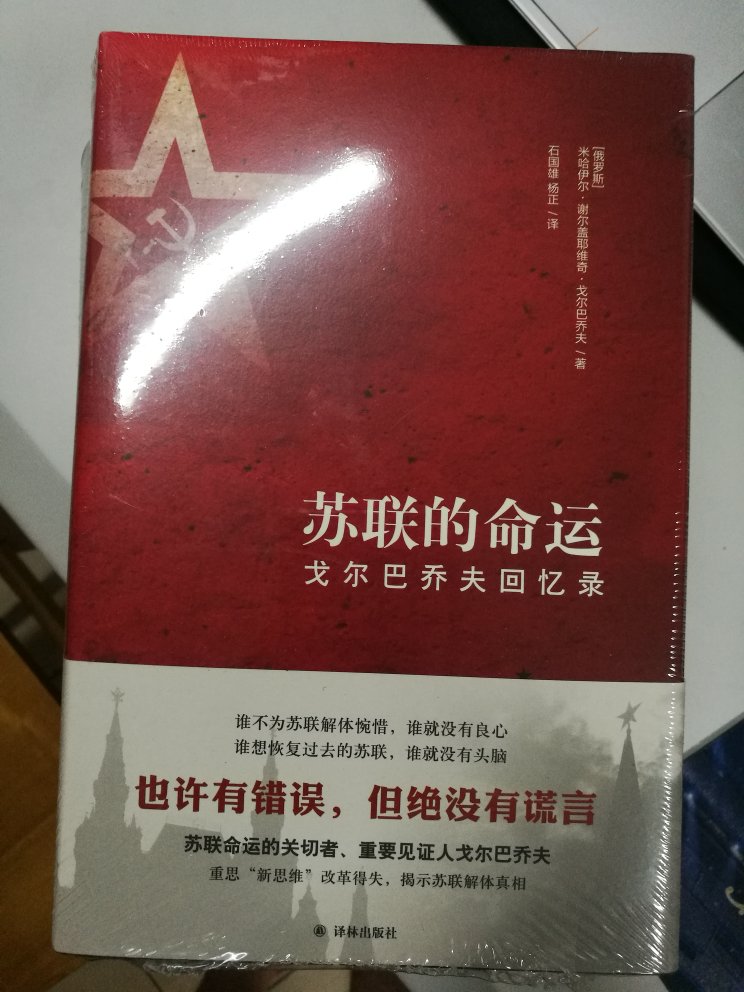 [俄罗斯]
米哈伊尔·谢尔盖耶维奇·戈尔巴乔夫/著
石国雄 杨正/译
苏联的命运
戈尔巴乔夫回忆录
谁不为苏联解体惋惜，谁就没有良心
谁想恢复过去的苏联，谁就没有头脑
也许有错误，但绝没有谎言
苏联命运的关切者、重要见证人戈尔巴乔夫
重思“新思维”改革得失，揭示苏联解体真相
译林出版社